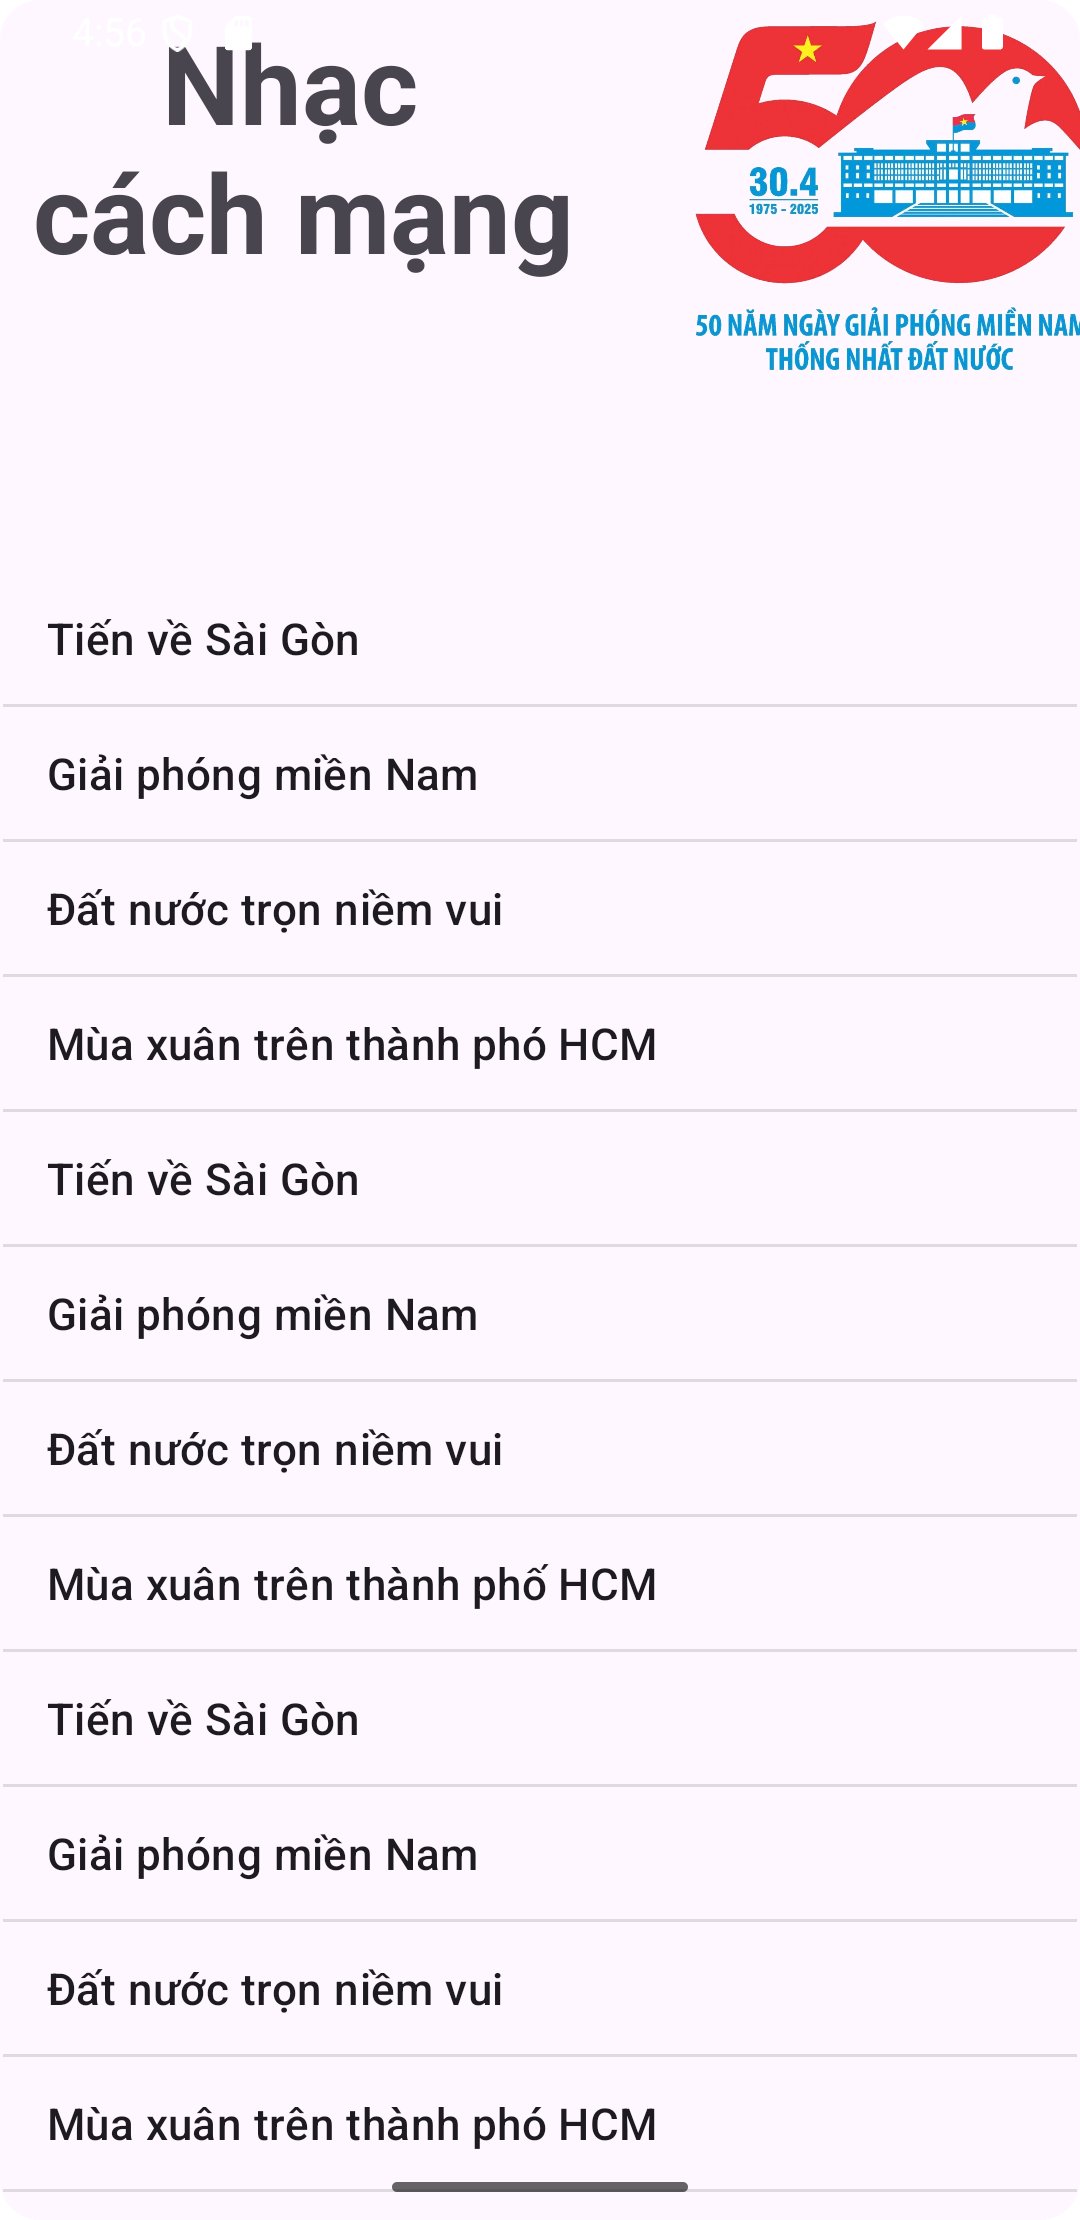 4:56
Nhạc
cách mạng
30.4
1975 - 2025
50 NĂM NGÀY GIẢI PHÓNG MIỀN NAM
THỐNG NHẤT ĐẤT NƯỚC
Tiến về Sài Gòn
Giải phóng miền Nam
Đất nước trọn niềm vui
Mùa xuân trên thành phó HCM
Tiến về Sài Gòn
Giải phóng miền Nam
Đất nước trọn niềm vui
Mùa xuân trên thành phố HCM
Tiến về Sài Gòn
Giải phóng miền Nam
Đất nước trọn niềm vui
Mùa xuân trên thành phó HCM